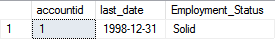 accountid last_date Employment_Status
1 1 1998-12-31 Solid